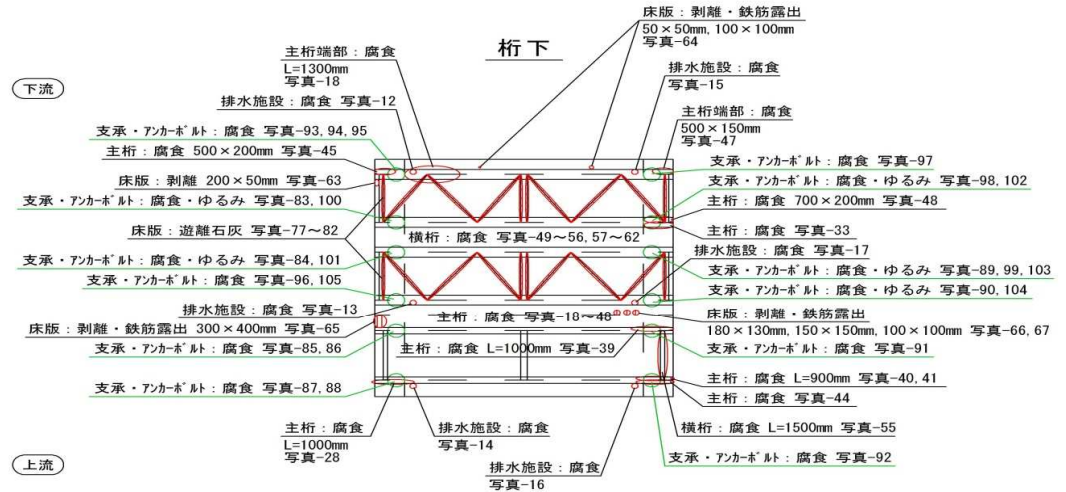 床版：剥離・鉄筋露出
50×50mm, 100×100mm
写真-64
桁下
主桁端部：腐食
L=1300mm
写真-18
排水施設：腐食
写真-15
下流
排水施設：腐食 写真-12
主桁端部：腐食
500×150mm
写真-47
支承・ｱﾝｶｰﾎﾞﾙﾄ：腐食 写真-93, 94, 95
主桁：腐食 500×200mm 写真-45
支承・ｱﾝｶｰﾎﾞﾙﾄ：腐食 写真-97
床版：剥離 200×50mm 写真-63
支承・ｱﾝｶｰﾎﾞﾙﾄ：腐食・ゆるみ 写真-98, 102
支承・ｱﾝｶｰﾎﾞﾙﾄ：腐食・ゆるみ 写真-83, 100
主桁：腐食 700×200mm 写真-48
床版：遊離石灰 写真-77～82
横桁：腐食 写真-49～56, 57～62
主桁：腐食 写真-33
排水施設：腐食 写真-17
支承・ｱﾝｶｰﾎﾞﾙﾄ：腐食・ゆるみ 写真-84, 101
支承・ｱﾝｶｰﾎﾞﾙﾄ：腐食・ゆるみ 写真-89, 99, 103
支承・ｱﾝｶｰﾎﾞﾙﾄ：腐食 写真-96, 105
支承・ｱﾝｶｰﾎﾞﾙﾄ：腐食・ゆるみ 写真-90, 104
排水施設：腐食 写真-13
主桁：腐食 写真-18～48
床版：剥離・鉄筋露出
180×130mm, 150×150mm, 100×100mm 写真-66, 67
床版：剥離・鉄筋露出 300×400mm 写真-65
支承・ｱﾝｶｰﾎﾞﾙﾄ：腐食 写真-85, 86
主桁：腐食 L=1000mm 写真-39
支承・ｱﾝｶｰﾎﾞﾙﾄ：腐食 写真-91
支承・ｱﾝｶｰﾎﾞﾙﾄ：腐食 写真-87, 88
主桁：腐食 L=900mm 写真-40, 41
主桁：腐食 写真-44
主桁：腐食
L=1000mm
写真-28
排水施設：腐食
写真-14
横桁：腐食 L=1500mm 写真-55
上流
排水施設：腐食
写真-16
支承・ｱﾝｶｰﾎﾞﾙﾄ：腐食 写真-92